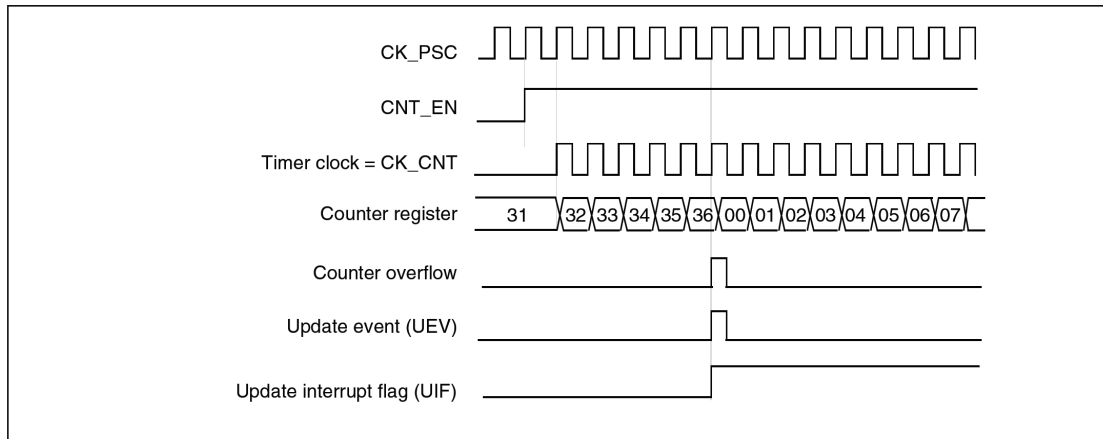 CK_PSC
CNT_EN
Timer clock = CK_CNT
Counter register 31 32 33 34 35 36 00 01 02 03 04 05 06 07
Counter overflow
Update event (UEV)
Update interrupt flag (UIF)